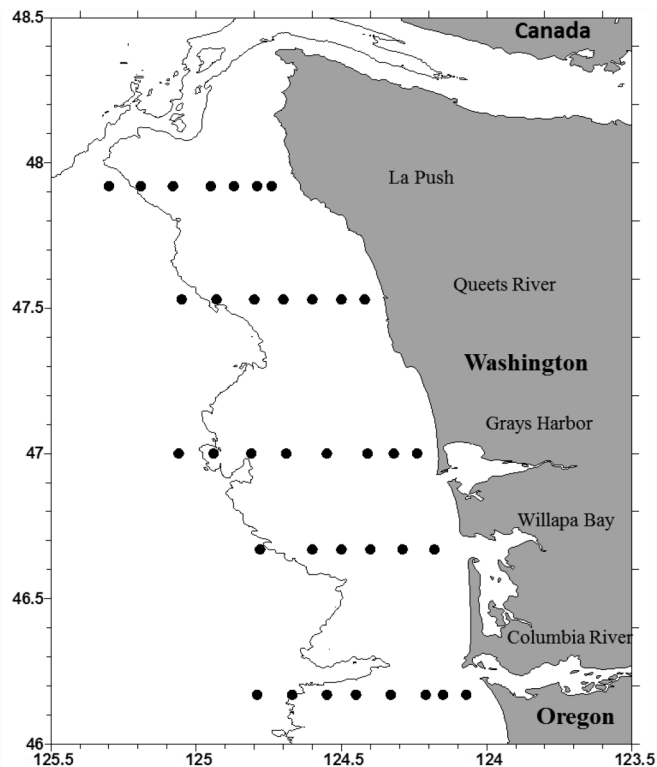 48.5
Canada
48
La Push
47.5
Queets River
Washington
Grays Harbor
47
Willapa Bay
46.5
Columbia River
Oregon
46
125.5 125 124.5 124 123.5